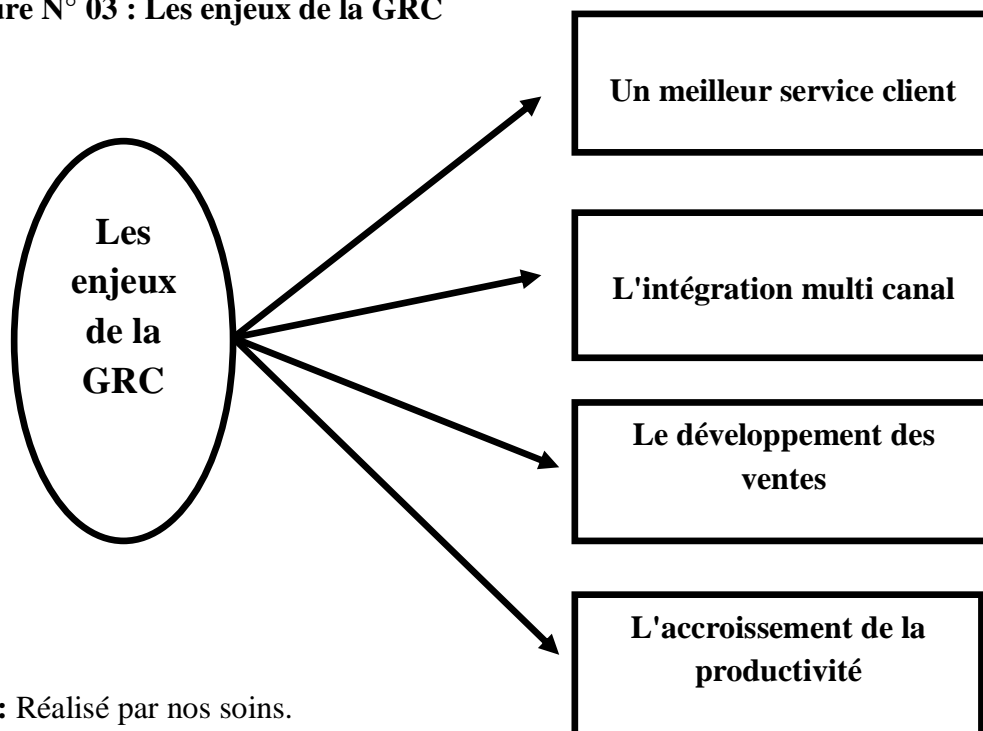 ure N° 03 : Les enjeux de la GRC
Un meilleur service client
Les
enjeux
de la
GRC
L'intégration multi canal
Le développement des
ventes
L'accroissement de la
productivité
: Réalisé par nos soins.